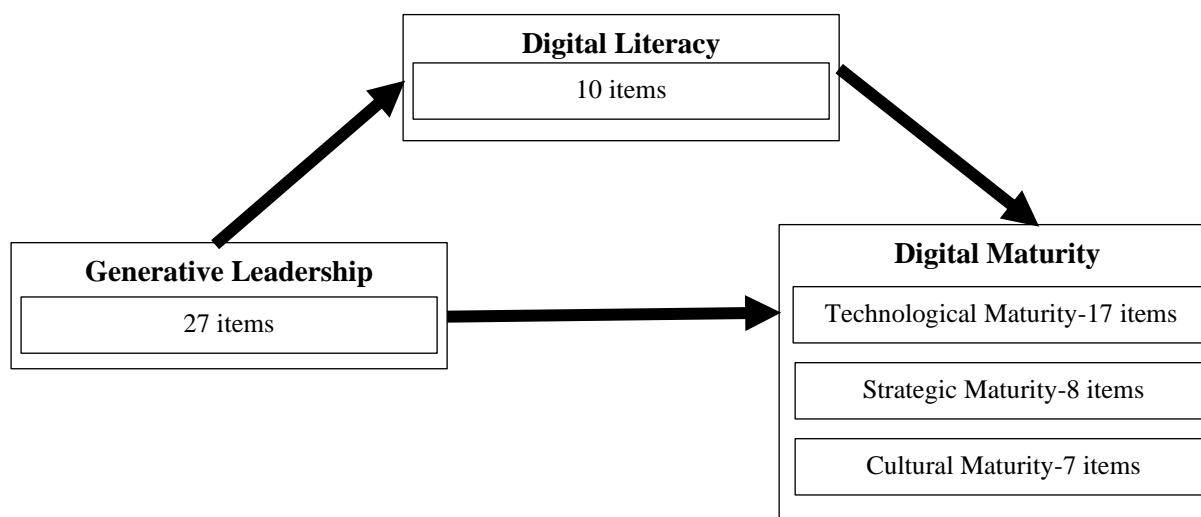 Digital Literacy
10 items
Generative Leadership
27 items
Digital Maturity
Technological Maturity-17 items
Strategic Maturity-8 items
Cultural Maturity-7 items